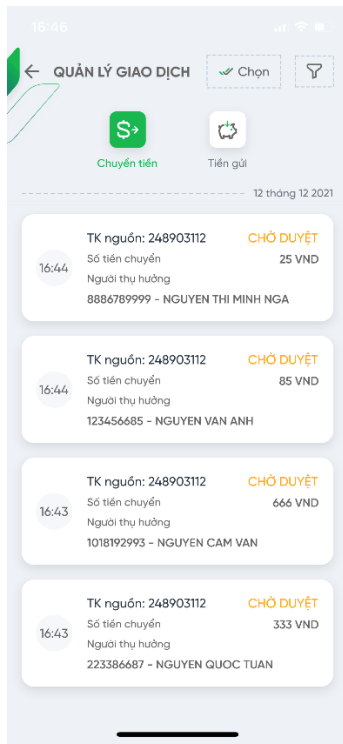 16:46
QUẢN LÝ GIAO DỊCH
Chọn
Chuyển tiền
Tiền gửi
12 tháng 12 2021
TK nguồn: 248903112 CHỜ DUYỆT
16:44
Số tiền chuyển 25 VND
Người thụ hưởng
8886789999 - NGUYEN THI MINH NGA
TK nguồn: 248903112 CHỜ DUYỆT
16:44
Số tiền chuyển 85 VND
Người thụ hưởng
123456685 - NGUYEN VAN ANH
TK nguồn: 248903112 CHỜ DUYỆT
16:43
Số tiền chuyển 666 VND
Người thụ hưởng
1018192993 - NGUYEN CAM VAN
TK nguồn: 248903112 CHỜ DUYỆT
16:43
Số tiền chuyển 333 VND
Người thụ hưởng
223386687 - NGUYEN QUOC TUAN